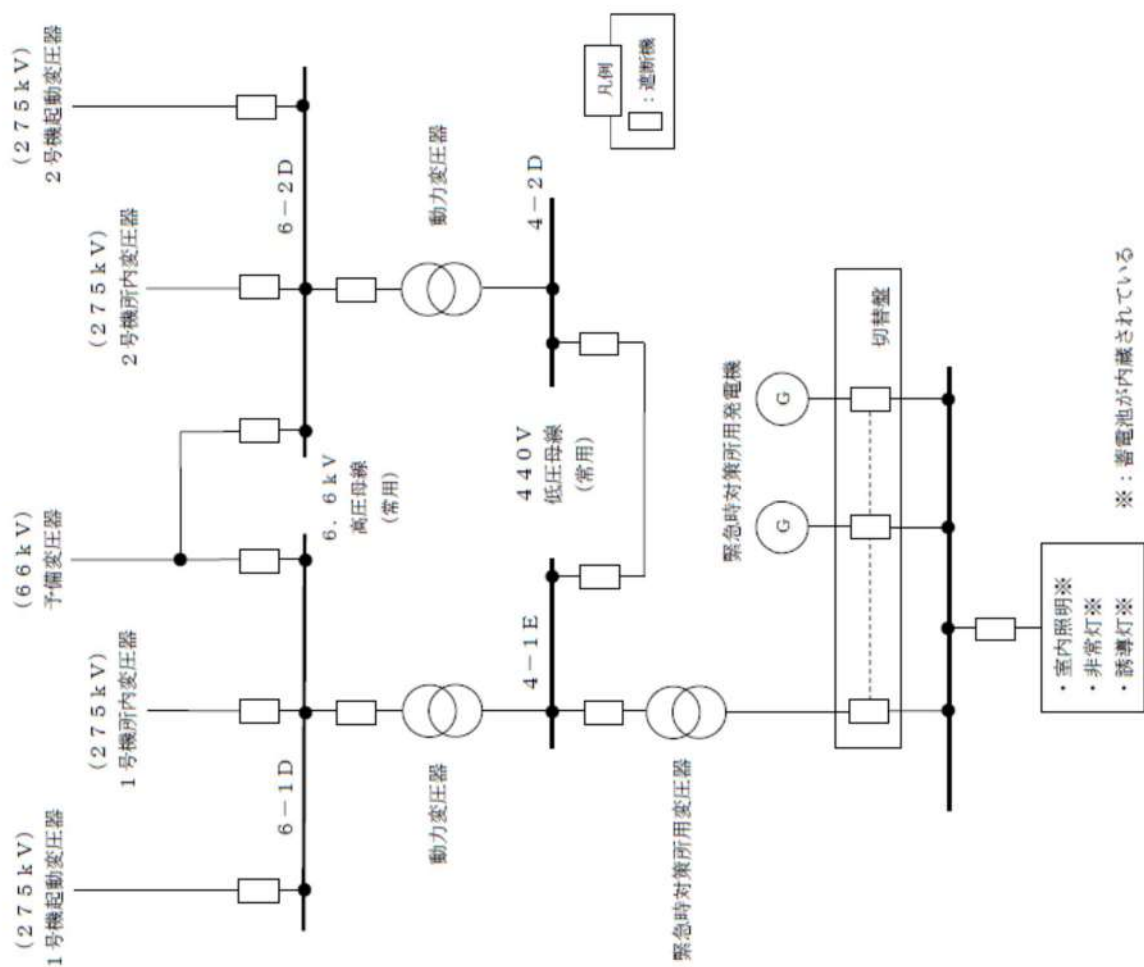 (２７５ｋＶ)
１号機起動変圧器
(２７５ｋＶ)
１号機所内変圧器
(６６ｋＶ)
予備変圧器
(２７５ｋＶ)
２号機所内変圧器
(２７５ｋＶ)
２号機起動変圧器
６－１Ｄ
６－２Ｄ
６．６ｋＶ
高圧母線
(常用)
動力変圧器
動力変圧器
４－１Ｅ
４－２Ｄ
４４０Ｖ
低圧母線
(常用)
凡例
：遮断機
緊急時対策所用変圧器
緊急時対策所用発電機
G
G
切替盤
・室内照明※
・非常灯※
・誘導灯※
※：蓄電池が内蔵されている